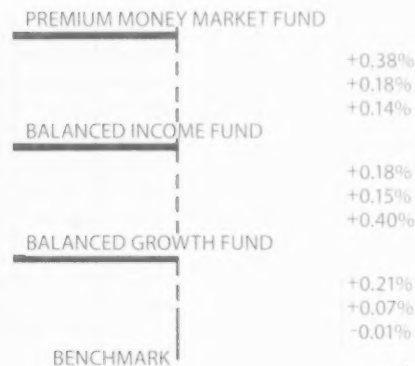 PREMIUM MONEY MARKET FUND
+0.38%
+0.18%
+0.14%
BALANCED INCOME FUND
+0.18%
+0.15%
+0.40%
BALANCED GROWTH FUND
+0.21%
+0.07%
-0.01%
BENCHMARK